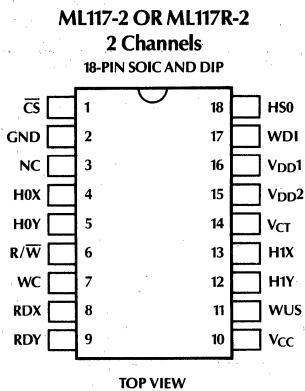 ML117-2 OR ML117R-2
2 Channels
18-PIN SOIC AND DIP
C̅S̅ 1 18 HS0
GND 2 17 WDI
NC 3 16 VDD1
H0X 4 15 VDD2
H0Y 5 14 VCT
R/W̅ 6 13 H1X
WC 7 12 H1Y
RDX 8 11 WUS
RDY 9 10 VCC
TOP VIEW